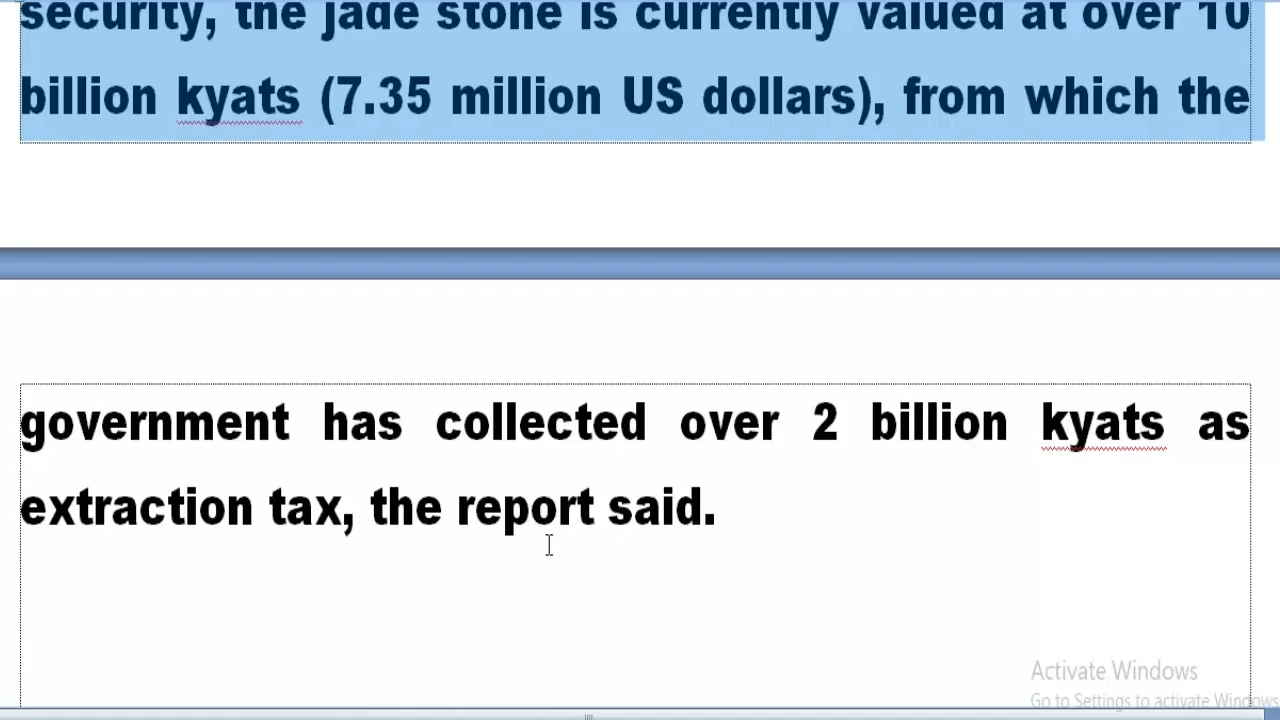 security, the jade stone is currently valued at over 10
billion kyats (7.35 million US dollars), from which the
government has collected over 2 billion kyats as
extraction tax, the report said.
Activate Windows
Go to Settings to activate Windows